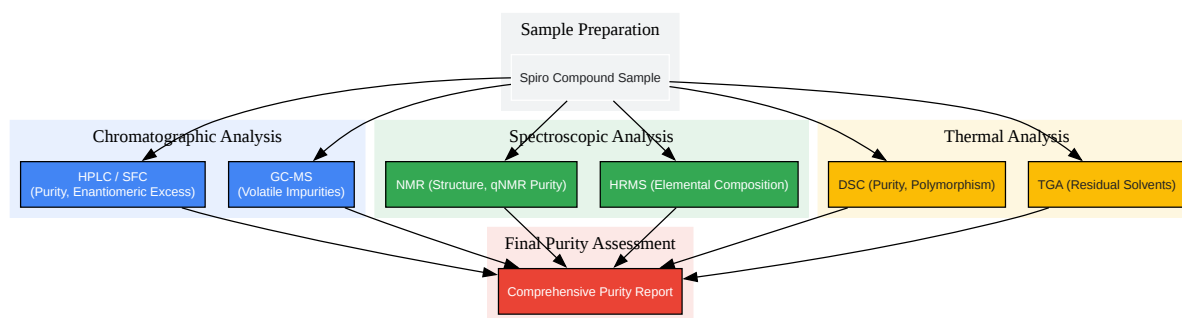 Sample Preparation
Spiro Compound Sample
Chromatographic Analysis
Spectroscopic Analysis
Thermal Analysis
HPLC / SFC
(Purity, Enantiomeric Excess)
GC-MS
(Volatile Impurities)
NMR (Structure, qNMR Purity)
HRMS (Elemental Composition)
DSC (Purity, Polymorphism)
TGA (Residual Solvents)
Final Purity Assessment
Comprehensive Purity Report